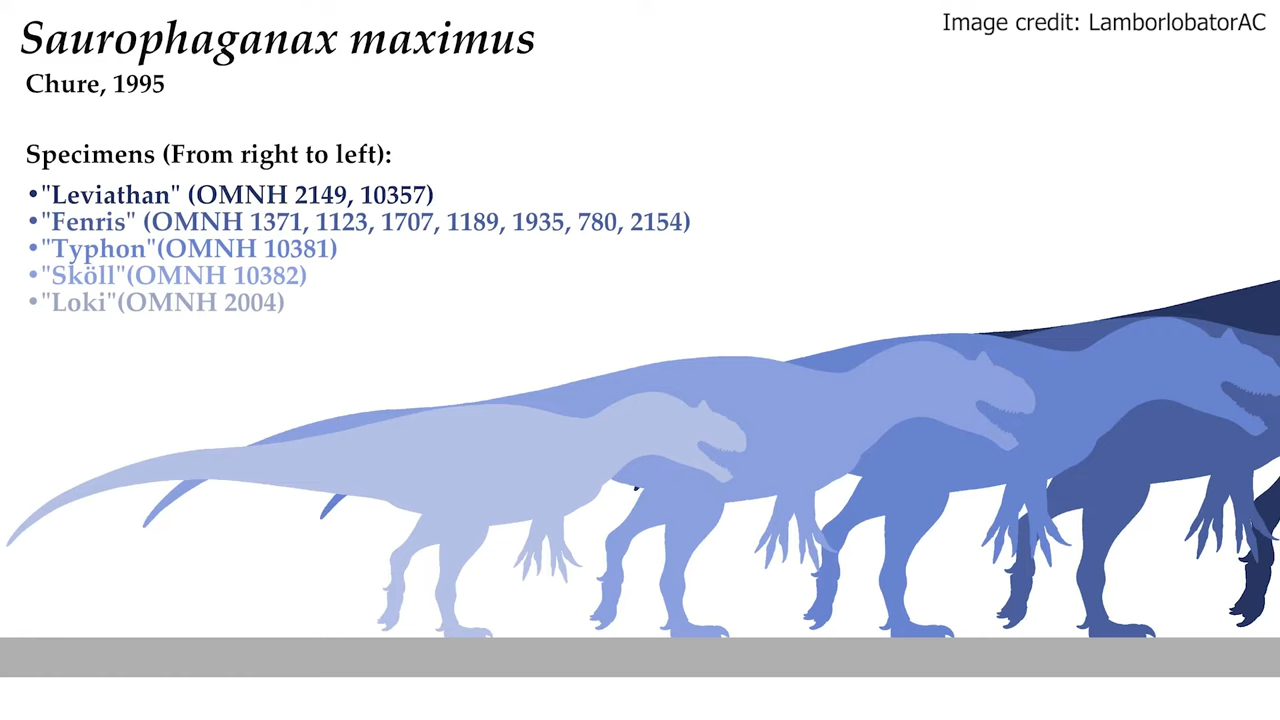 Saurophaganax maximus
Image credit: LamborlobatorAC
Chure, 1995
Specimens (From right to left):
•"Leviathan" (OMNH 2149, 10357)
•"Fenris" (OMNH 1371, 1123, 1707, 1189, 1935, 780, 2154)
•"Typhon"(OMNH 10381)
•"Sköll"(OMNH 10382)
•"Loki"(OMNH 2004)